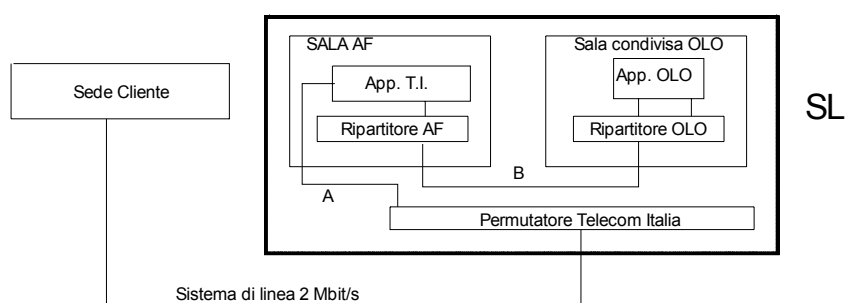 SALA AF
Sala condivisa OLO
App. T.I.
App. OLO
Sede Cliente
SL
Ripartitore AF
Ripartitore OLO
B
A
Permutatore Telecom Italia
Sistema di linea 2 Mbit/s